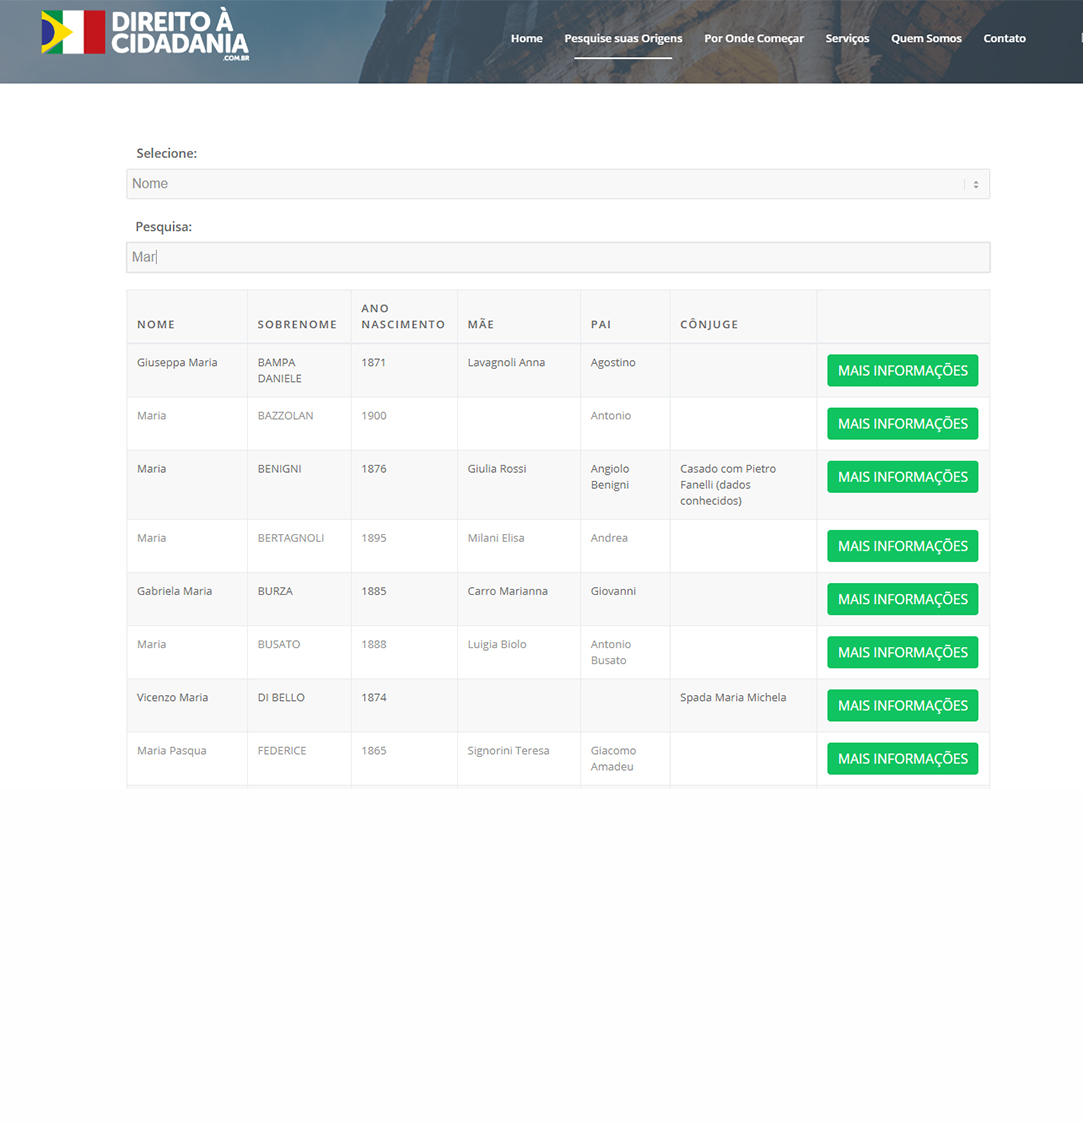 DIREITO À
CIDADANIA
.COM.BR
Home Pesquise suas Origens Por Onde Começar Serviços Quem Somos Contato
Selecione:
Nome
Pesquisa:
Mar
NOME SOBRENOME ANO NASCIMENTO MÃE PAI CÔNJUGE
Giuseppa Maria BAMPA DANIELE 1871 Lavagnoli Anna Agostino MAIS INFORMAÇÕES
Maria BAZZOLAN 1900 Antonio MAIS INFORMAÇÕES
Maria BENIGNI 1876 Giulia Rossi Angiolo Benigni Casado com Pietro Fanelli (dados conhecidos) MAIS INFORMAÇÕES
Maria BERTAGNOLI 1895 Milani Elisa Andrea MAIS INFORMAÇÕES
Gabriela Maria BURZA 1885 Carro Marianna Giovanni MAIS INFORMAÇÕES
Maria BUSATO 1888 Luigia Biolo Antonio Busato MAIS INFORMAÇÕES
Vicenzo Maria DI BELLO 1874 Spada Maria Michela MAIS INFORMAÇÕES
Maria Pasqua FEDERICE 1865 Signorini Teresa Giacomo Amadeu MAIS INFORMAÇÕES